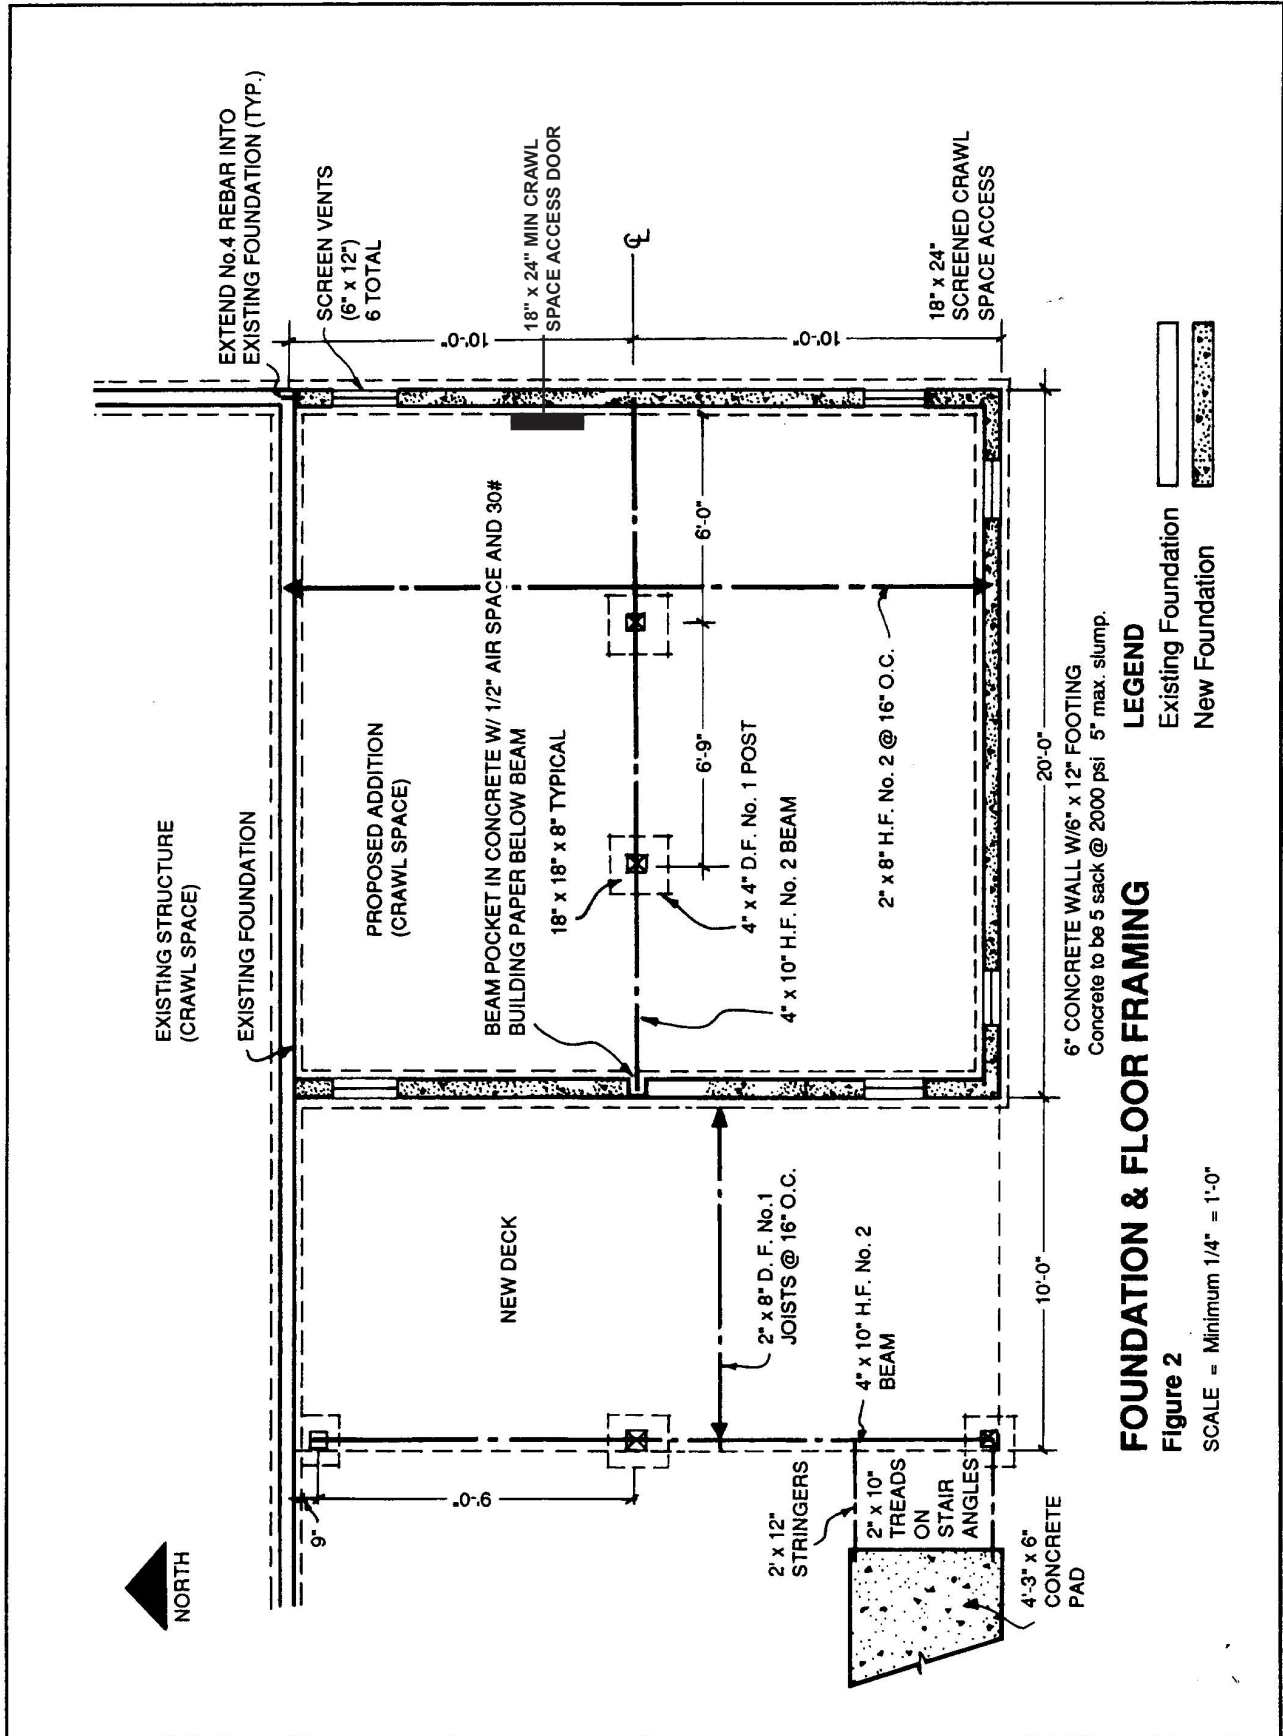 EXISTING STRUCTURE
(CRAWL SPACE)
EXISTING FOUNDATION
NORTH
EXTEND No.4 REBAR INTO
EXISTING FOUNDATION (TYP.)
SCREEN VENTS
(6" x 12")
6 TOTAL
PROPOSED ADDITION
(CRAWL SPACE)
BEAM POCKET IN CONCRETE W/ 1/2" AIR SPACE AND 30#
BUILDING PAPER BELOW BEAM
18" x 24" MIN CRAWL
SPACE ACCESS DOOR
18" x 18" x 8" TYPICAL
10'-0"
10'-0"
℄
6'-9"
6'-0"
4" x 4" D.F. No. 1 POST
4" x 10" H.F. No. 2 BEAM
2" x 8" H.F. No. 2 @ 16" O.C.
NEW DECK
9"
9'-0"
2" x 8" D. F. No.1
JOISTS @ 16" O.C.
4" x 10" H.F. No. 2
BEAM
2' x 12"
STRINGERS
2" x 10"
TREADS
ON
STAIR
ANGLES
4'-3" x 6"
CONCRETE
PAD
18" x 24"
SCREENED CRAWL
SPACE ACCESS
10'-0"
20'-0"
6" CONCRETE WALL W/6" x 12" FOOTING
Concrete to be 5 sack @ 2000 psi 5" max. slump.
FOUNDATION & FLOOR FRAMING
Figure 2
SCALE = Minimum 1/4" = 1'-0"
LEGEND
Existing Foundation
New Foundation